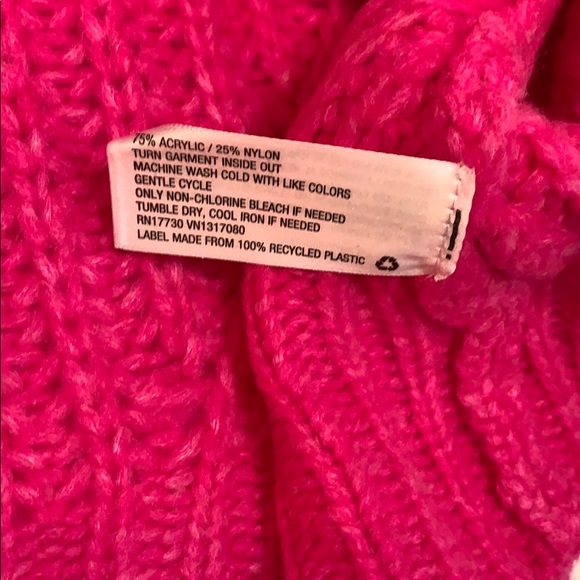 75% ACRYLIC / 25% NYLON
TURN GARMENT INSIDE OUT
MACHINE WASH COLD WITH LIKE COLORS
GENTLE CYCLE
ONLY NON-CHLORINE BLEACH IF NEEDED
TUMBLE DRY, COOL IRON IF NEEDED
RN17730 VN1317080
LABEL MADE FROM 100% RECYCLED PLASTIC